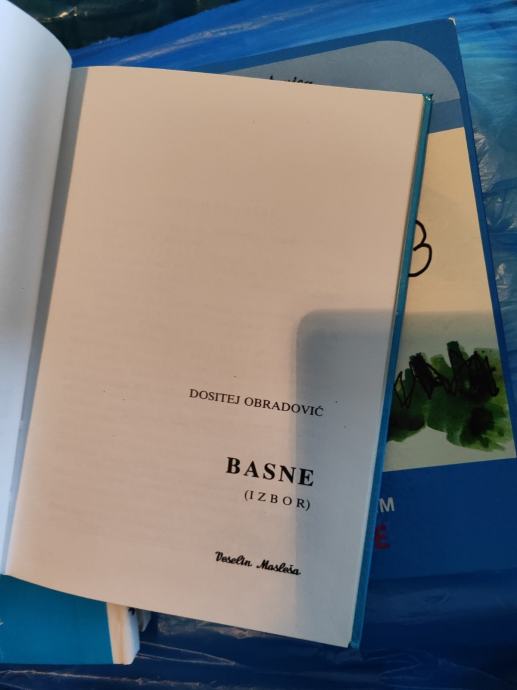 DOSITEJ OBRADOVIĆ
BASNE
(IZBOR)
Veselin Masleša
M
E